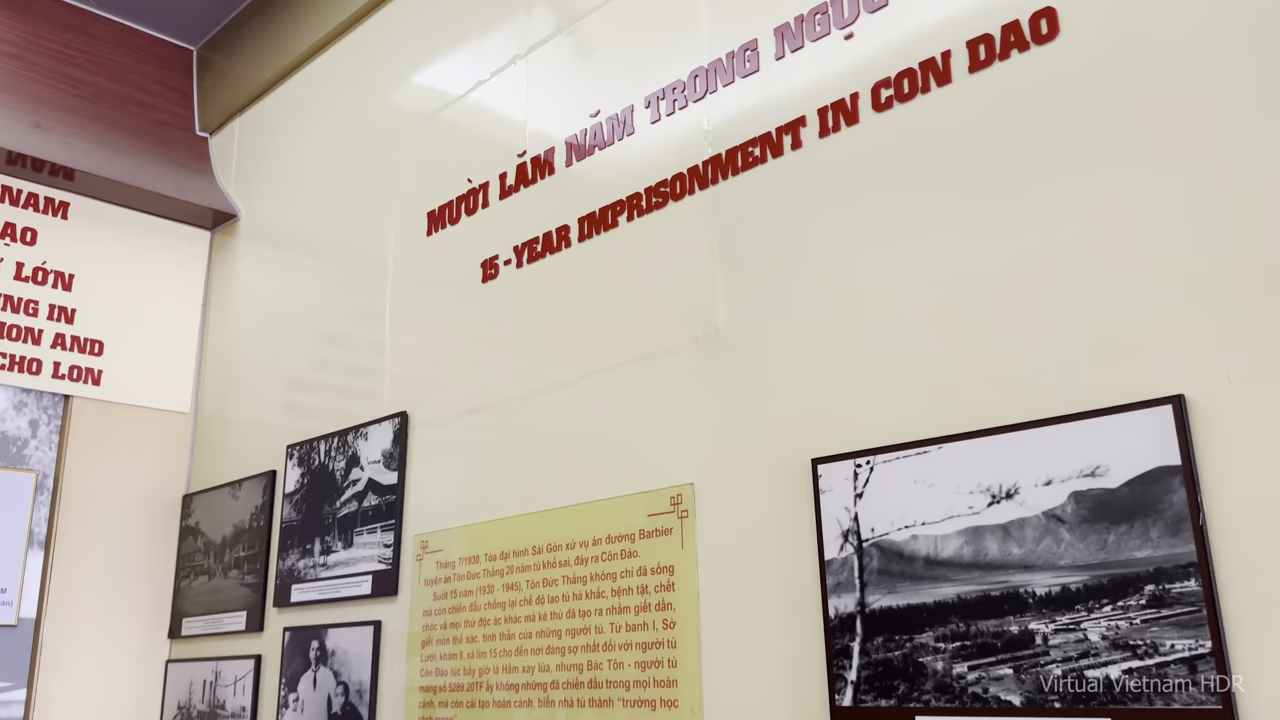 MƯỜI LĂM NĂM TRONG NGỤC
15 -YEAR IMPRISONMENT IN CON DAO
NAM
ẠO
LỚN
NG IN
ION AND
CHO LON
Tháng 7/1930, Tòa đại hình Sài Gòn xử vụ án đường Barbier
tuyên án Tôn Đức Thắng 20 năm tù khổ sai, đày ra Côn Đảo.
Suốt 15 năm (1930 - 1945), Tôn Đức Thắng không chỉ đã sống
mà còn chiến đấu chống lại chế độ lao tù hà khắc, bệnh tật, chết
chóc và mọi thứ độc ác khác mà kẻ thù đã tạo ra nhằm giết dần,
giết mòn thể xác, tinh thần của những người tù. Từ banh I, Sở
Lưới, khám 9, xà lim 15 cho đến nơi đáng sợ nhất đối với người tù
Côn Đảo lúc bấy giờ là Hầm xay lúa, nhưng Bác Tôn - người tù
mang số 5289.20TF ấy không những đã chiến đấu trong mọi hoàn
cảnh, mà còn cải tạo hoàn cảnh, biến nhà tù thành “trường học
cách mạng”
Virtual Vietnam HDR